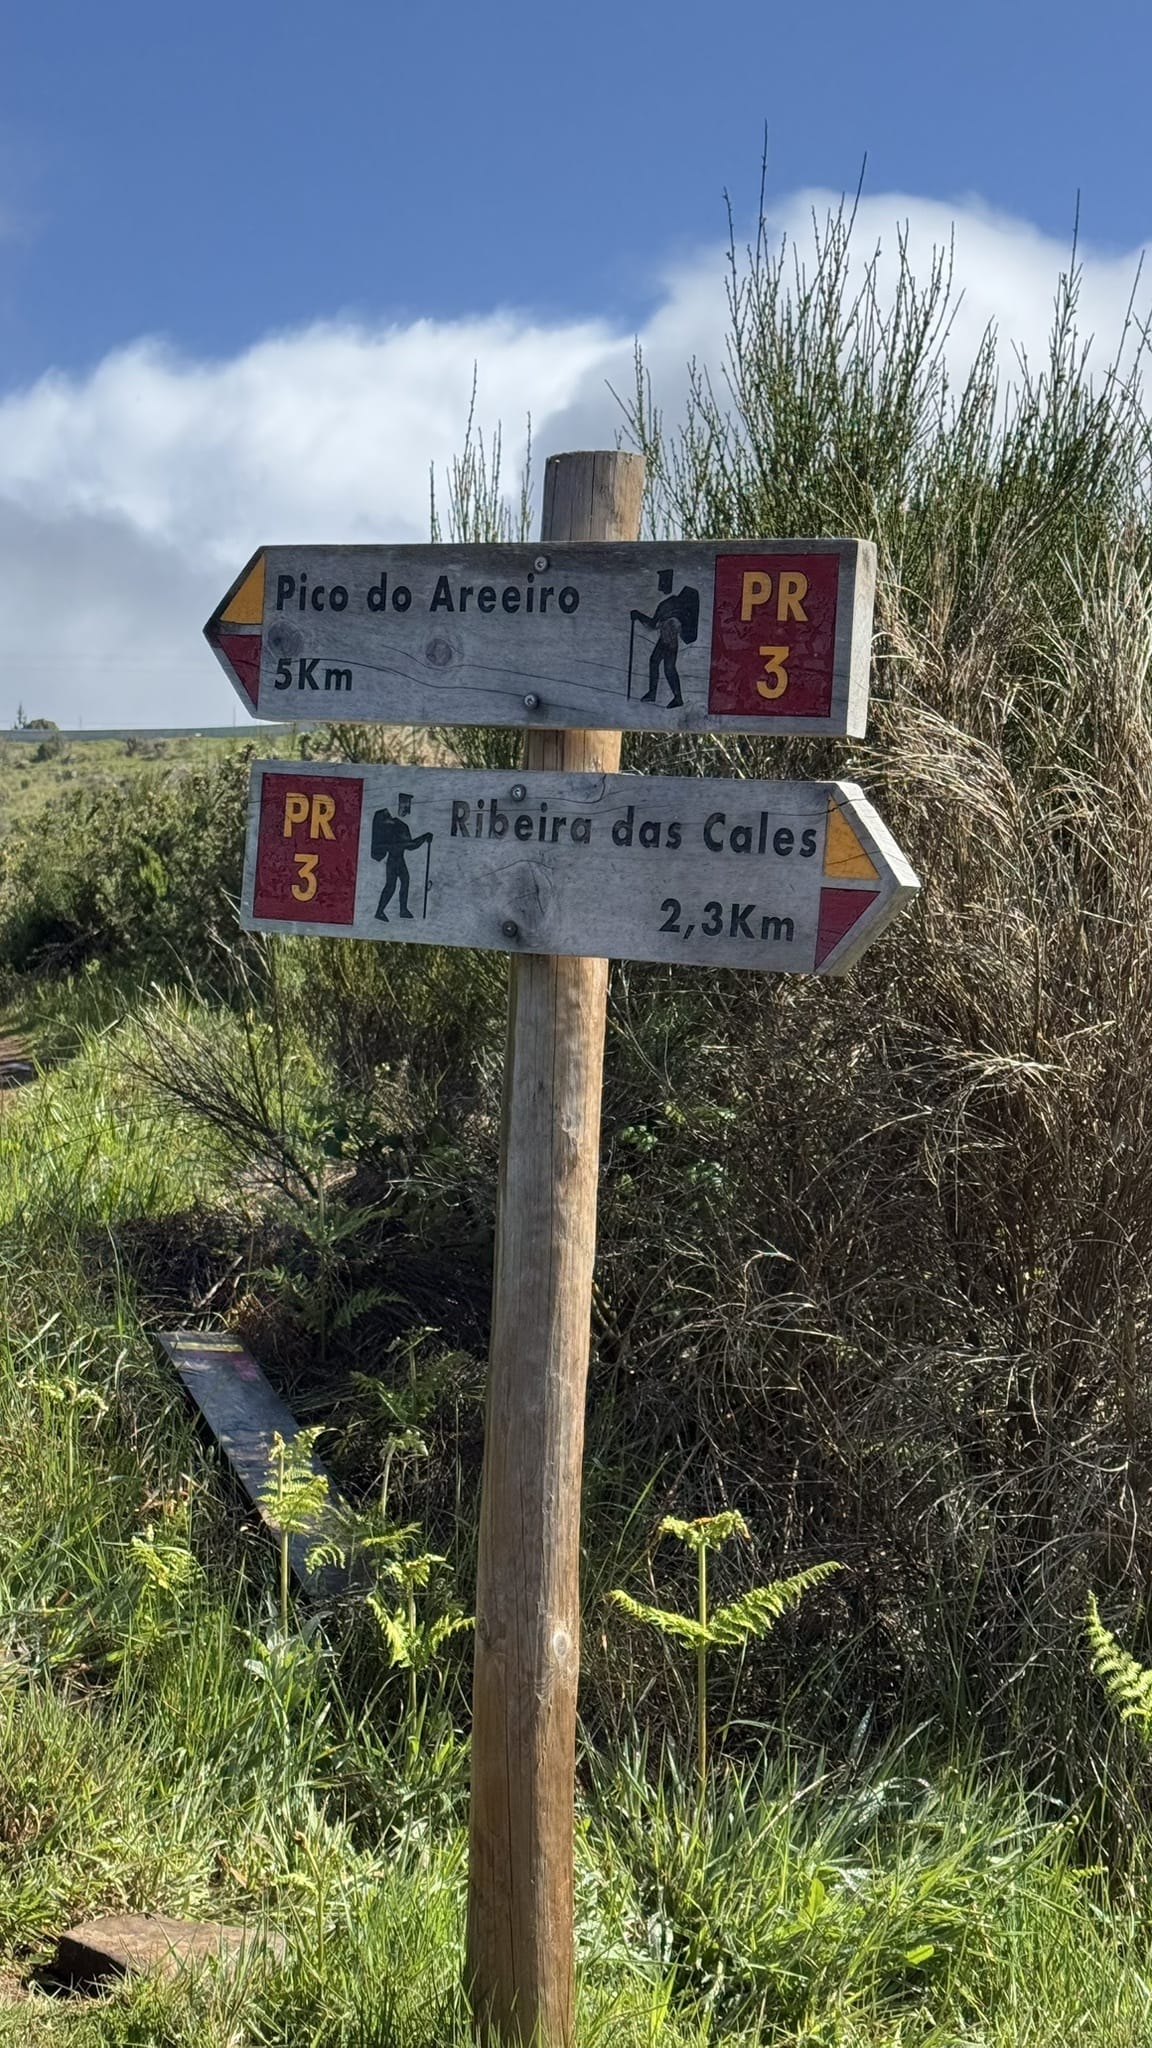 Pico do Areeiro
5Km
PR
3
PR
3
Ribeira das Cales
2,3Km